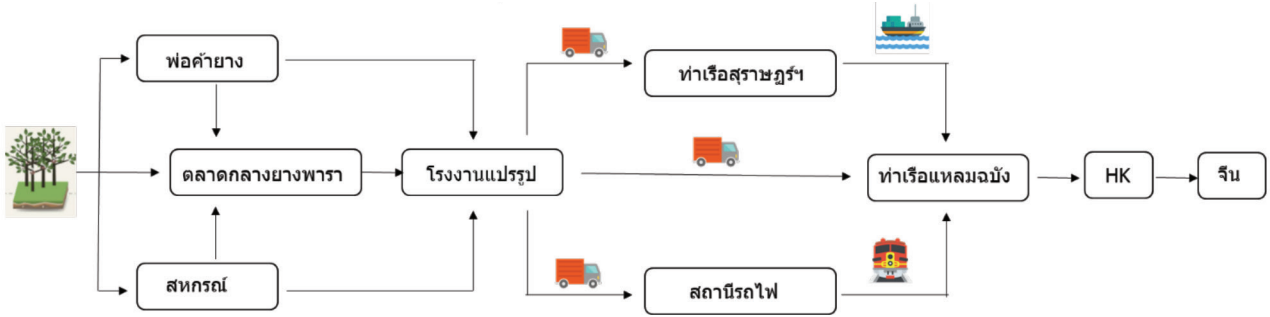 พ่อค้ายาง
ท่าเรือสุราษฏร์ฯ
ตลาดกลางยางพารา
โรงงานแปรรูป
ท่าเรือแหลมฉบัง
HK
จีน
สหกรณ์
สถานีรถไฟ